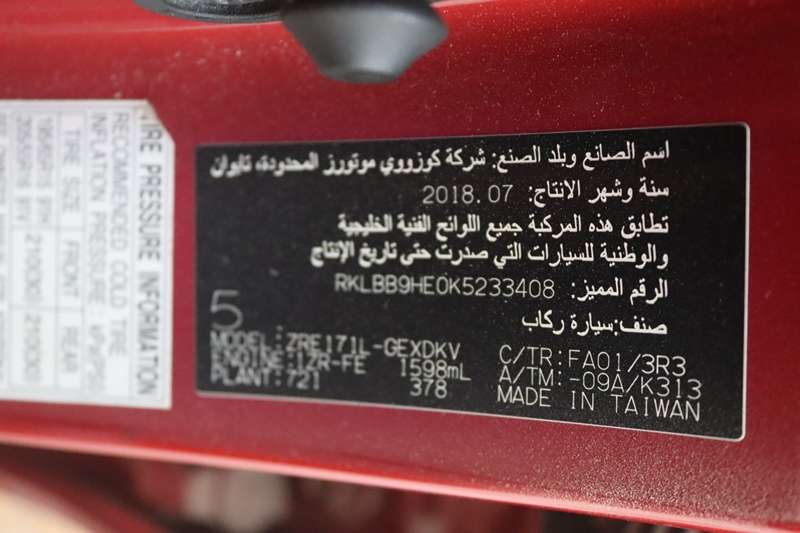 اسم الصانع وبلد الصنع: شركة كوزووي موتورز المحدودة، تايوان
سنة وشهر الانتاج: 2018.07
تطابق هذه المركبة جميع اللوائح الفنية الخليجية
والوطنية للسيارات التي صدرت حتى تاريخ الإنتاج
الرقم المميز: RKLBB9HE0K5233408
صنف: سيارة ركاب
5
MODEL: ZRE171L-GEXDKV
ENGINE: 1ZR-FE 1598mL
PLANT: 721 378
C/TR: FA01/3R3
A/TM: -09A/K313
MADE IN TAIWAN
TIRE PRESSURE INFORMATION
RECOMMENDED COLD TIRE
INFLATION PRESSURE
TIRE SIZE FRONT REAR